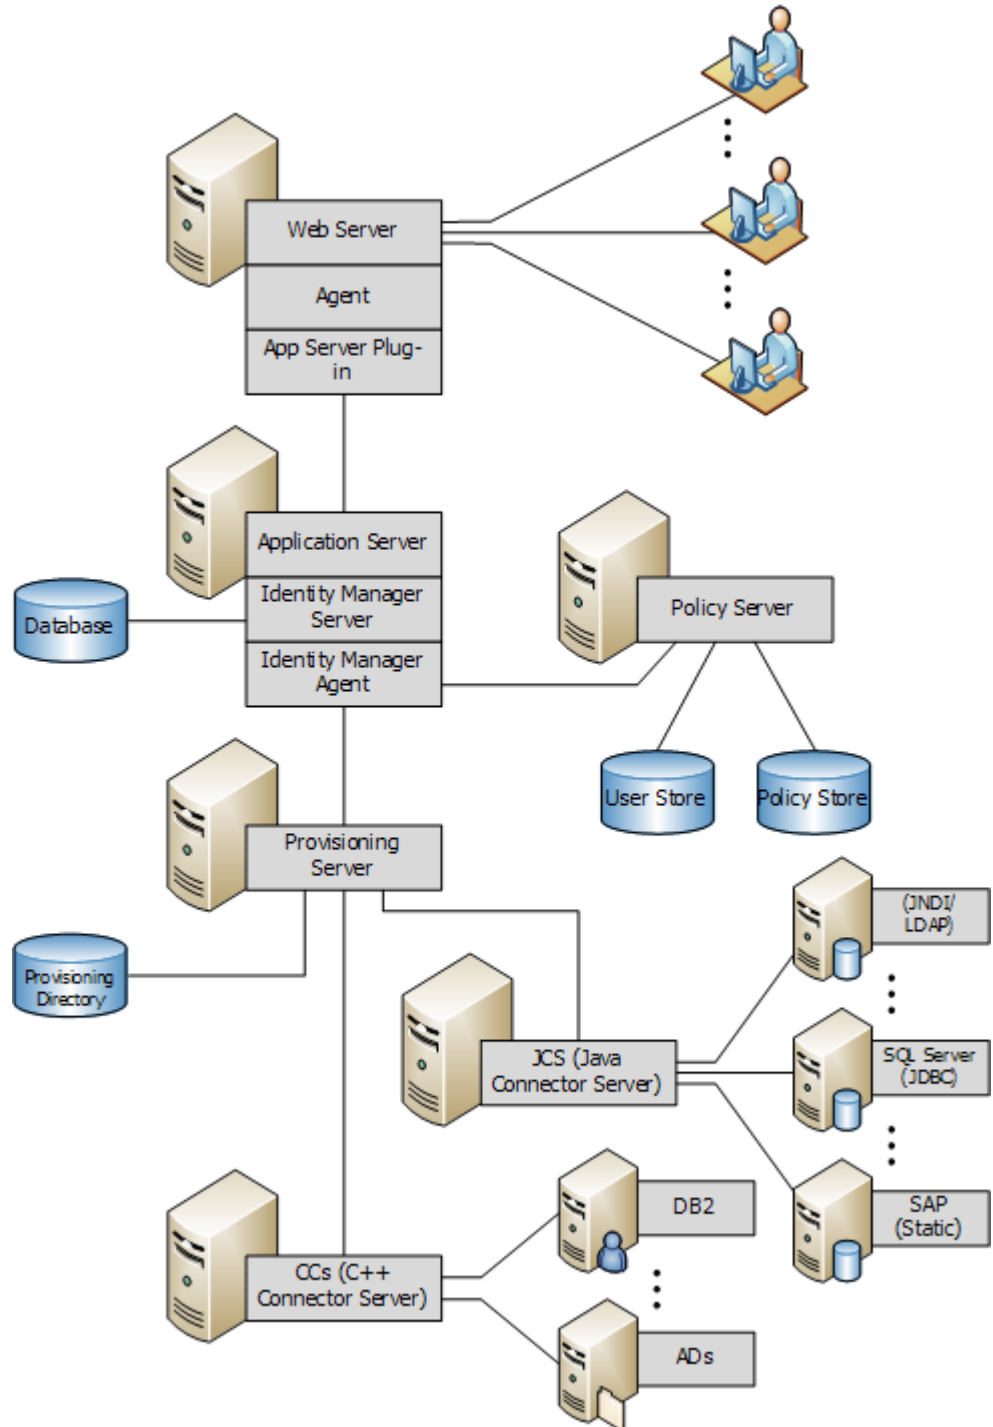 Web Server
Agent
App Server Plug-
in
Application Server
Identity Manager
Server
Identity Manager
Agent
Database
Policy Server
User Store
Policy Store
Provisioning
Server
Provisioning
Directory
(JNDI/
LDAP)
JCS (Java
Connector Server)
SQL Server
(JDBC)
SAP
(Static)
DB2
CCs (C++
Connector Server)
ADs